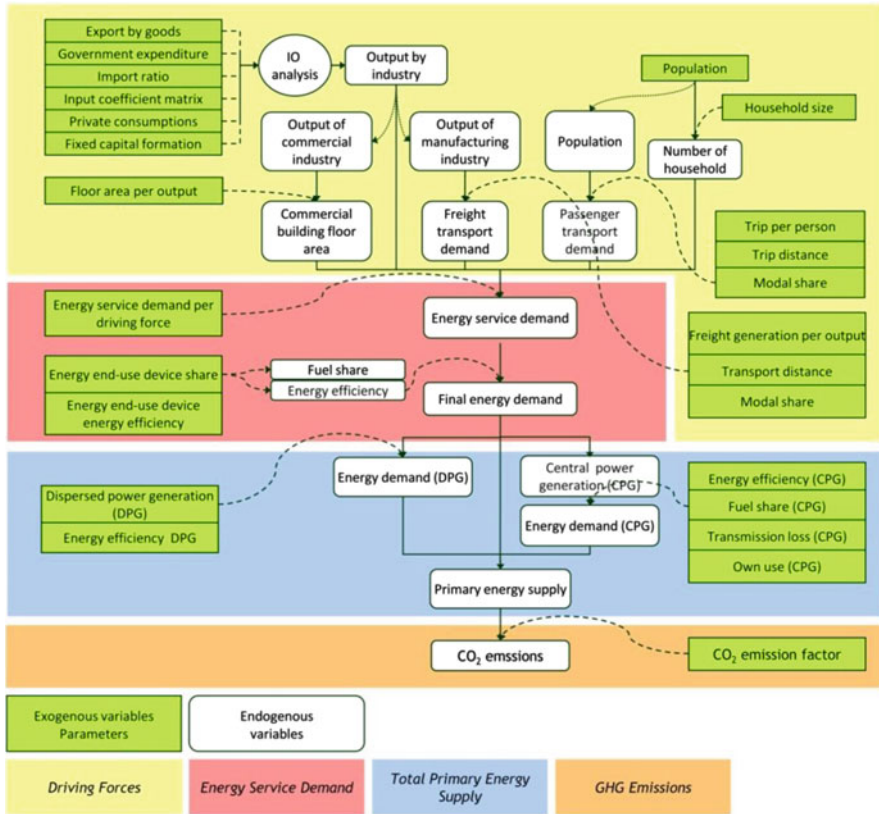 Export by goods
Government expenditure
Import ratio
Input coefficient matrix
Private consumptions
Fixed capital formation
IO
analysis
Output by
industry
Population
Household size
Output of
commercial
industry
Output of
manufacturing
industry
Population
Number of
household
Floor area per output
Commercial
building floor
area
Freight
transport
demand
Passenger
transport
demand
Trip per person
Trip distance
Modal share
Energy service demand per
driving force
Energy service demand
Freight generation per output
Transport distance
Modal share
Energy end-use device share
Energy end-use device
energy efficiency
Fuel share
Energy efficiency
Final energy demand
Energy demand (DPG)
Central power
generation (CPG)
Energy demand (CPG)
Dispersed power generation
(DPG)
Energy efficiency DPG
Energy efficiency (CPG)
Fuel share (CPG)
Transmission loss (CPG)
Own use (CPG)
Primary energy supply
CO₂ emssions
CO₂ emission factor
Exogenous variables
Parameters
Endogenous
variables
Driving Forces
Energy Service Demand
Total Primary Energy
Supply
GHG Emissions